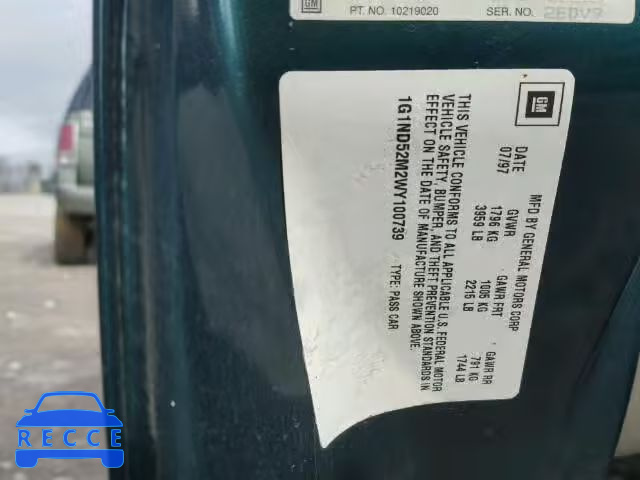 GM
PT. NO. 10219020 SER. NO.
GM
MFD BY GENERAL MOTORS CORP
DATE GVWR GAWR FRT GAWR RR
07/97 1796 KG 1005 KG 791 KG
3959 LB 2215 LB 1744 LB
THIS VEHICLE CONFORMS TO ALL APPLICABLE U.S. FEDERAL MOTOR
VEHICLE SAFETY, BUMPER, AND THEFT PREVENTION STANDARDS IN
EFFECT ON THE DATE OF MANUFACTURE SHOWN ABOVE.
1G1ND52M2WY100739 TYPE: PASS CAR
RECCE